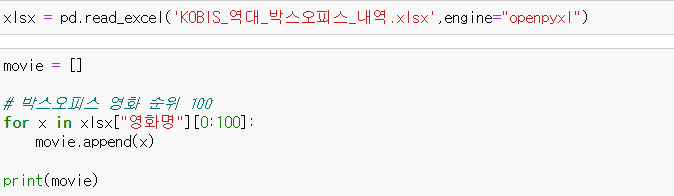 xlsx = pd.read_excel('KOBIS_역대_박스오피스_내역.xlsx',engine="openpyxl")
movie = []
# 박스오피스 영화 순위 100
for x in xlsx["영화명"][0:100]:
    movie.append(x)
print(movie)